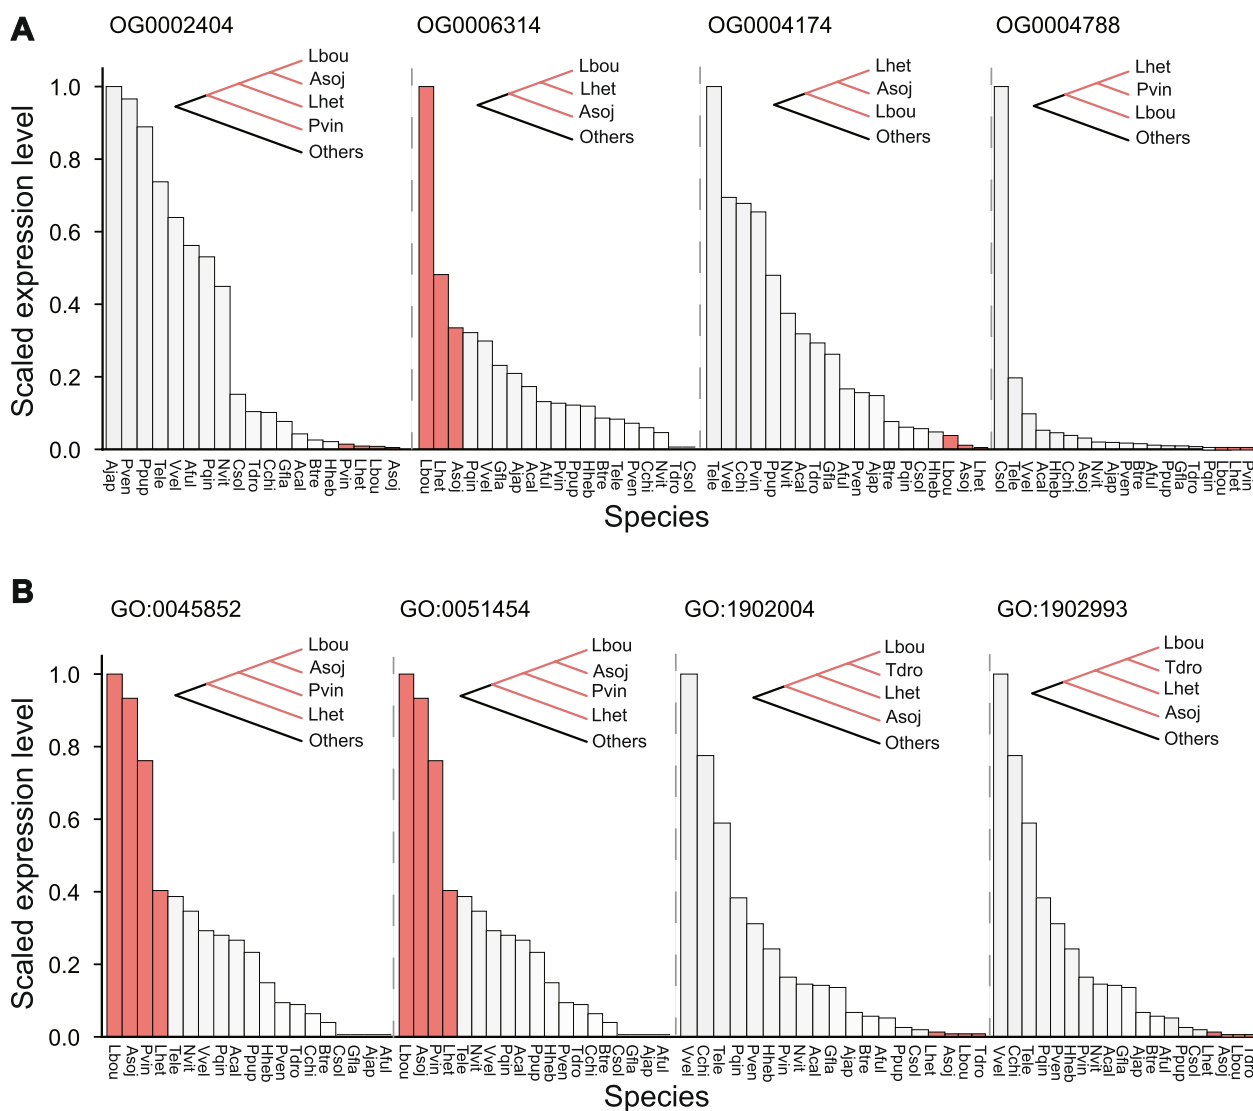 A
OG0002404
OG0006314
OG0004174
OG0004788
Scaled expression level
1.0
0.8
0.6
0.4
0.2
0.0
Lbou
Asoj
Lhet
Pvin
Others
Lbou
Lhet
Asoj
Others
Lhet
Asoj
Lbou
Others
Lhet
Pvin
Lbou
Others
Ajap Pven Ppup Tele Vvel Aful Pqin Nvit Csol Tdro Cchi Gfla Acal Btre Hheb Pvin Lhet Lbou Asoj
Lbou Lhet Asoj Pqin Vvel Gfla Ajap Acal Aful Pvin Ppup Hheb Btre Tele Pven Cchi Nvit Tdro Csol
Tele Vvel Cchi Pvin Ppup Nvit Acal Tdro Gfla Aful Pven Ajap Btre Pqin Csol Hheb Lbou Asoj Lhet
Csol Tele Vvel Acal Hheb Cchi Asoj Nvit Ajap Pven Btre Aful Ppup Gfla Tdro Pqin Lbou Lhet Pvin
Species
B
GO:0045852
GO:0051454
GO:1902004
GO:1902993
Scaled expression level
1.0
0.8
0.6
0.4
0.2
0.0
Lbou
Asoj
Pvin
Lhet
Others
Lbou
Asoj
Pvin
Lhet
Others
Lbou
Tdro
Lhet
Asoj
Others
Lbou
Tdro
Lhet
Asoj
Others
Lbou Asoj Pvin Lhet Tele Nvit Vvel Pqin Acal Ppup Hheb Pven Tdro Cchi Btre Csol Gfla Ajap Aful
Lbou Asoj Pvin Lhet Tele Nvit Vvel Pqin Acal Ppup Hheb Pven Tdro Cchi Btre Csol Gfla Ajap Aful
Vvel Cchi Tele Pqin Pven Hheb Pvin Nvit Acal Gfla Ajap Btre Aful Ppup Csol Lhet Asoj Lbou Tdro
Vvel Cchi Tele Pqin Pven Hheb Pvin Nvit Acal Gfla Ajap Btre Aful Ppup Csol Lhet Asoj Lbou Tdro
Species